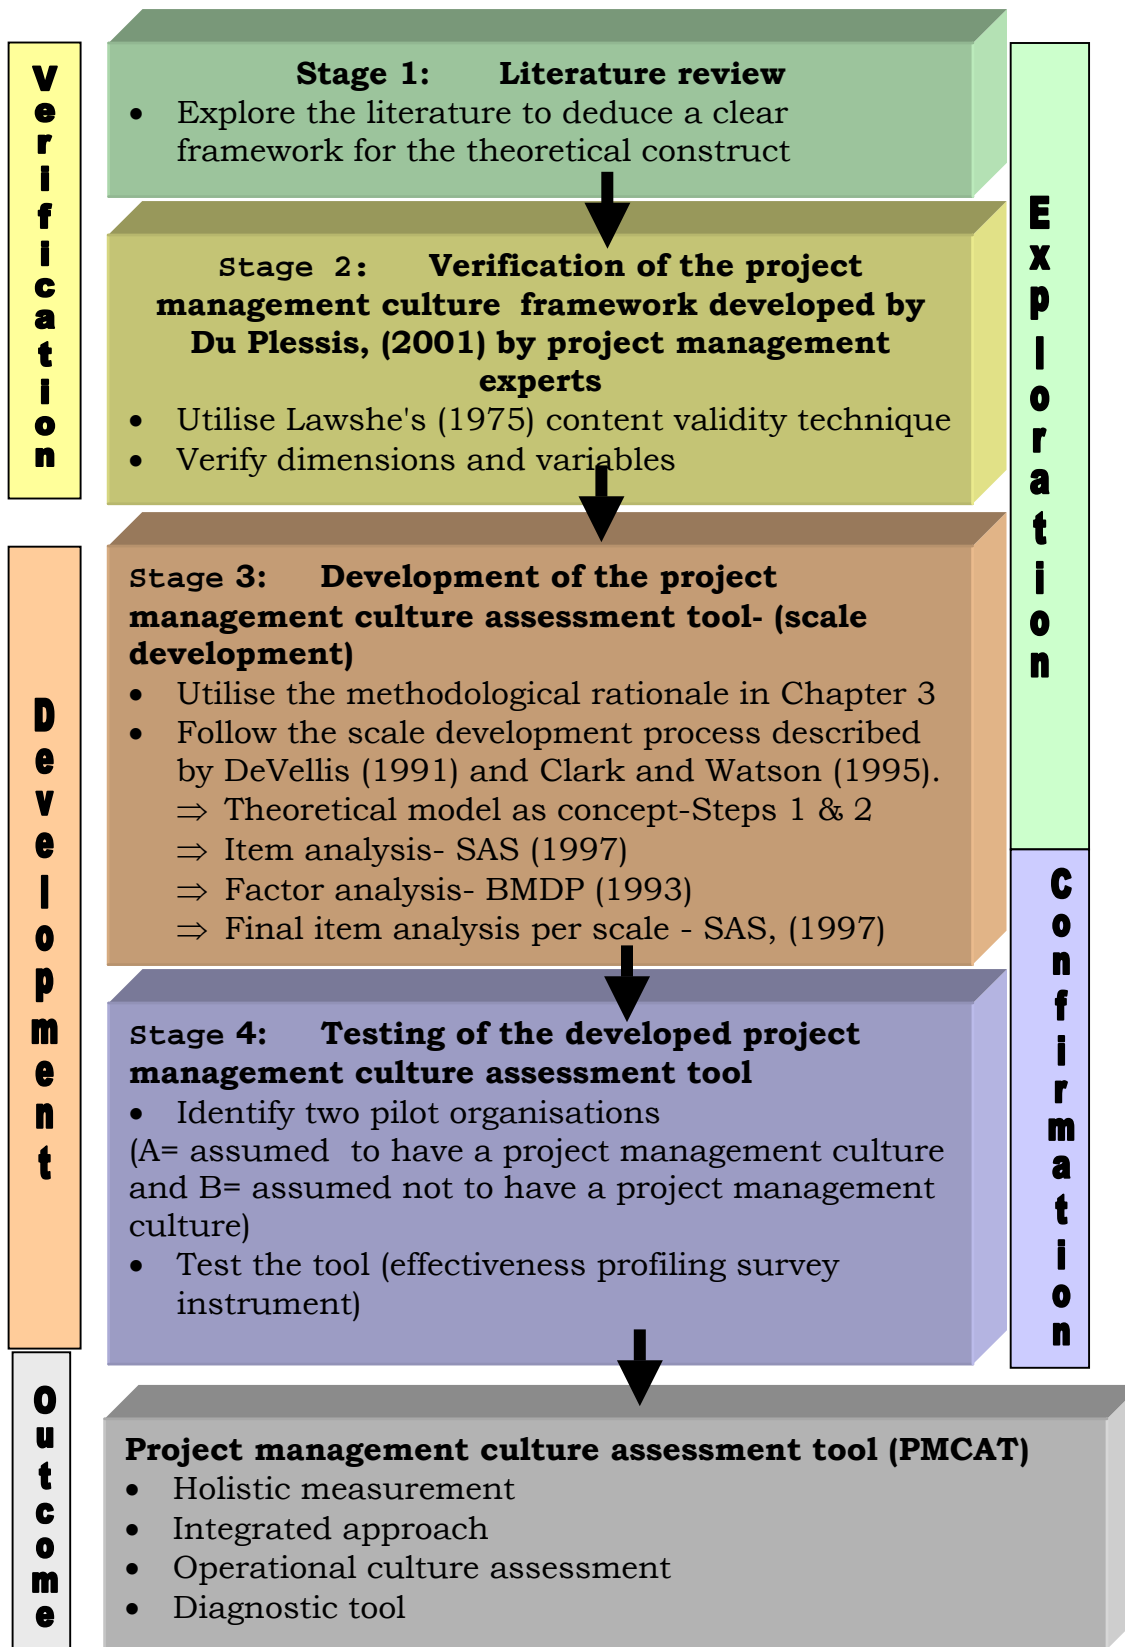 Verification
Stage 1: Literature review
• Explore the literature to deduce a clear
framework for the theoretical construct
Exploration
Stage 2: Verification of the project
management culture framework developed by
Du Plessis, (2001) by project management
experts
• Utilise Lawshe's (1975) content validity technique
• Verify dimensions and variables
Development
Stage 3: Development of the project
management culture assessment tool- (scale
development)
• Utilise the methodological rationale in Chapter 3
• Follow the scale development process described
by DeVellis (1991) and Clark and Watson (1995).
⇒ Theoretical model as concept-Steps 1 & 2
⇒ Item analysis- SAS (1997)
⇒ Factor analysis- BMDP (1993)
⇒ Final item analysis per scale - SAS, (1997)
Confirmation
Stage 4: Testing of the developed project
management culture assessment tool
• Identify two pilot organisations
(A= assumed to have a project management culture
and B= assumed not to have a project management
culture)
• Test the tool (effectiveness profiling survey
instrument)
Outcome
Project management culture assessment tool (PMCAT)
• Holistic measurement
• Integrated approach
• Operational culture assessment
• Diagnostic tool